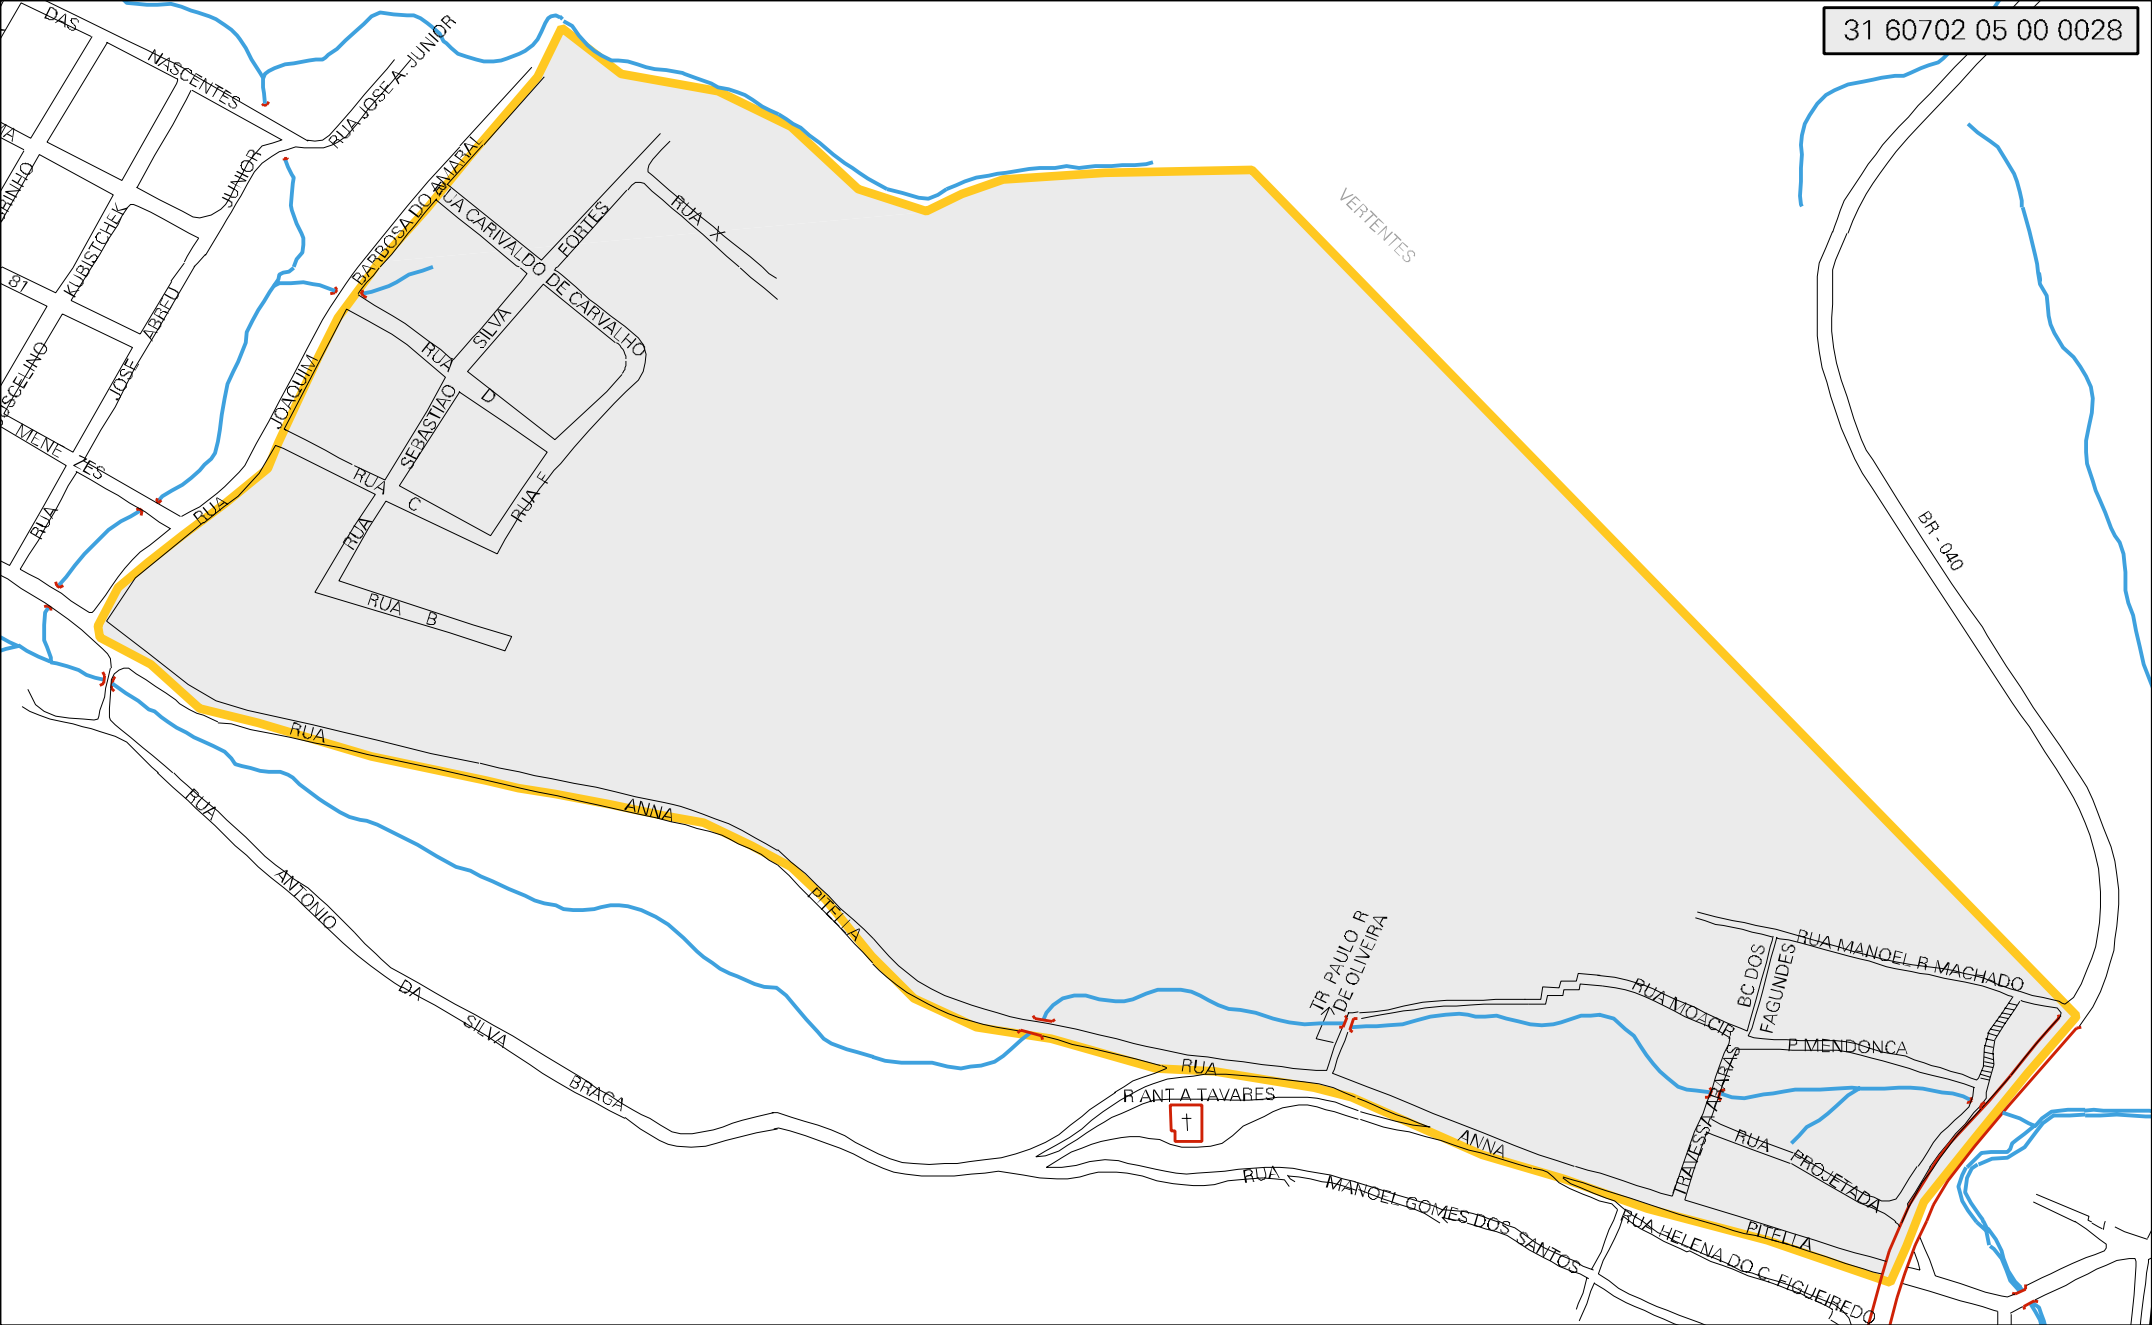 31 60702 05 00 0028
DAS
NASCENTES
RUA JOSE A. JUNIOR
JUNIOR
KUBISTCHEK
81
ABREU
JOSE
MENE ZES
RUA
RUA
JOAQUIM
BARBOSA DO AMARAL
RUA CARIVALDO DE CARVALHO
FORTES
SILVA
SEBASTIAO
RUA
RUA X
RUA
D
RUA
C
RUA F
RUA
B
VERTENTES
BR - 040
RUA
ANNA
PITELLA
RUA
ANTONIO
DA
SILVA
BRAGA
RUA
R ANT A TAVARES
ANNA
PITELLA
TR PAULO R
DE OLIVEIRA
RUA MOACIR
P MENDONCA
BC DOS
FAGUNDES
RUA MANOEL R MACHADO
TRAVESSA ARARAS
RUA
PROJETADA
RUA
MANOEL GOMES DOS SANTOS
RUA HELENA DO C. FIGUEIREDO